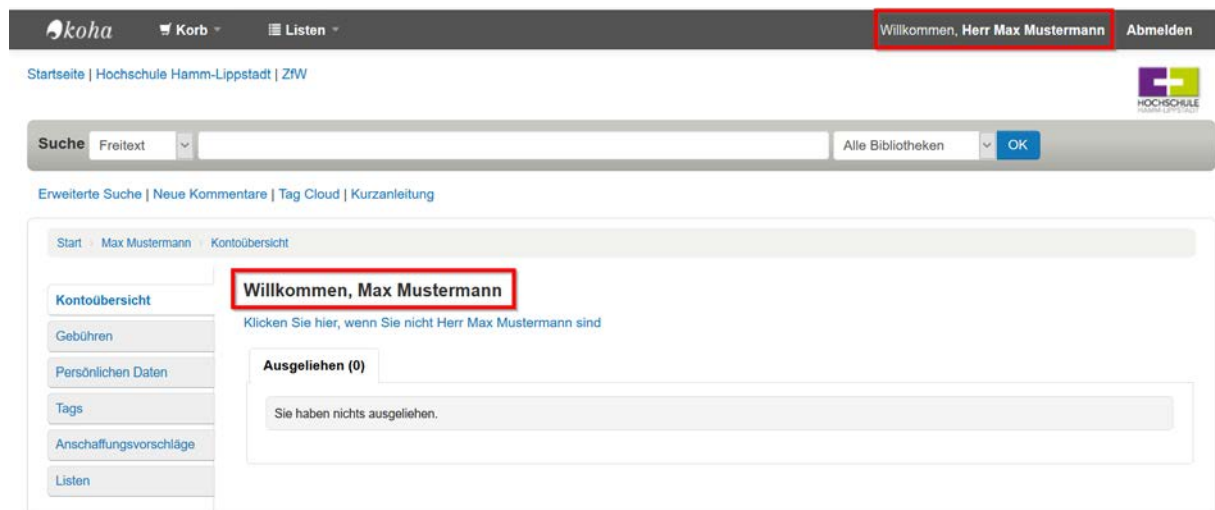 koha Korb Listen Willkommen, Herr Max Mustermann Abmelden
Startseite | Hochschule Hamm-Lippstadt | ZfW
HOCHSCHULE
HAMM-LIPPSTADT
Suche Freitext Alle Bibliotheken OK
Erweiterte Suche | Neue Kommentare | Tag Cloud | Kurzanleitung
Start Max Mustermann Kontoübersicht
Kontoübersicht
Gebühren
Persönlichen Daten
Tags
Anschaffungsvorschläge
Listen
Willkommen, Max Mustermann
Klicken Sie hier, wenn Sie nicht Herr Max Mustermann sind
Ausgeliehen (0)
Sie haben nichts ausgeliehen.